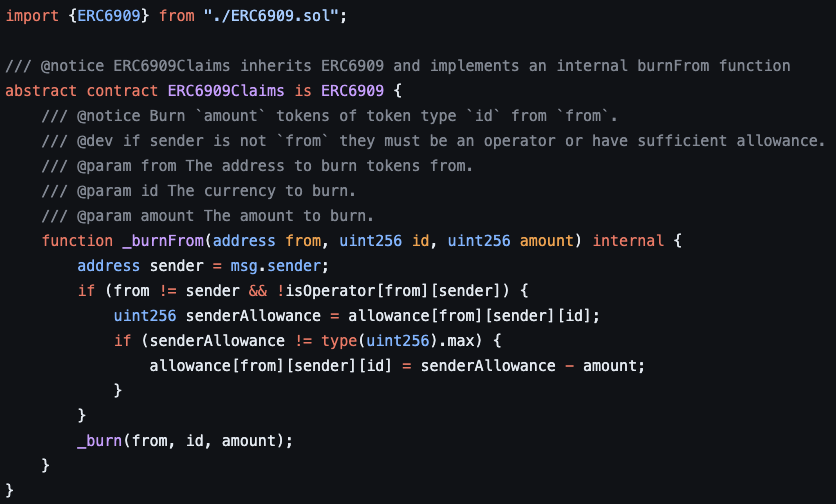 import {ERC6909} from "./ERC6909.sol";
/// @notice ERC6909Claims inherits ERC6909 and implements an internal burnFrom function
abstract contract ERC6909Claims is ERC6909 {
/// @notice Burn `amount` tokens of token type `id` from `from`.
/// @dev if sender is not `from` they must be an operator or have sufficient allowance.
/// @param from The address to burn tokens from.
/// @param id The currency to burn.
/// @param amount The amount to burn.
function _burnFrom(address from, uint256 id, uint256 amount) internal {
address sender = msg.sender;
if (from != sender && !isOperator[from][sender]) {
uint256 senderAllowance = allowance[from][sender][id];
if (senderAllowance != type(uint256).max) {
allowance[from][sender][id] = senderAllowance - amount;
}
}
_burn(from, id, amount);
}
}